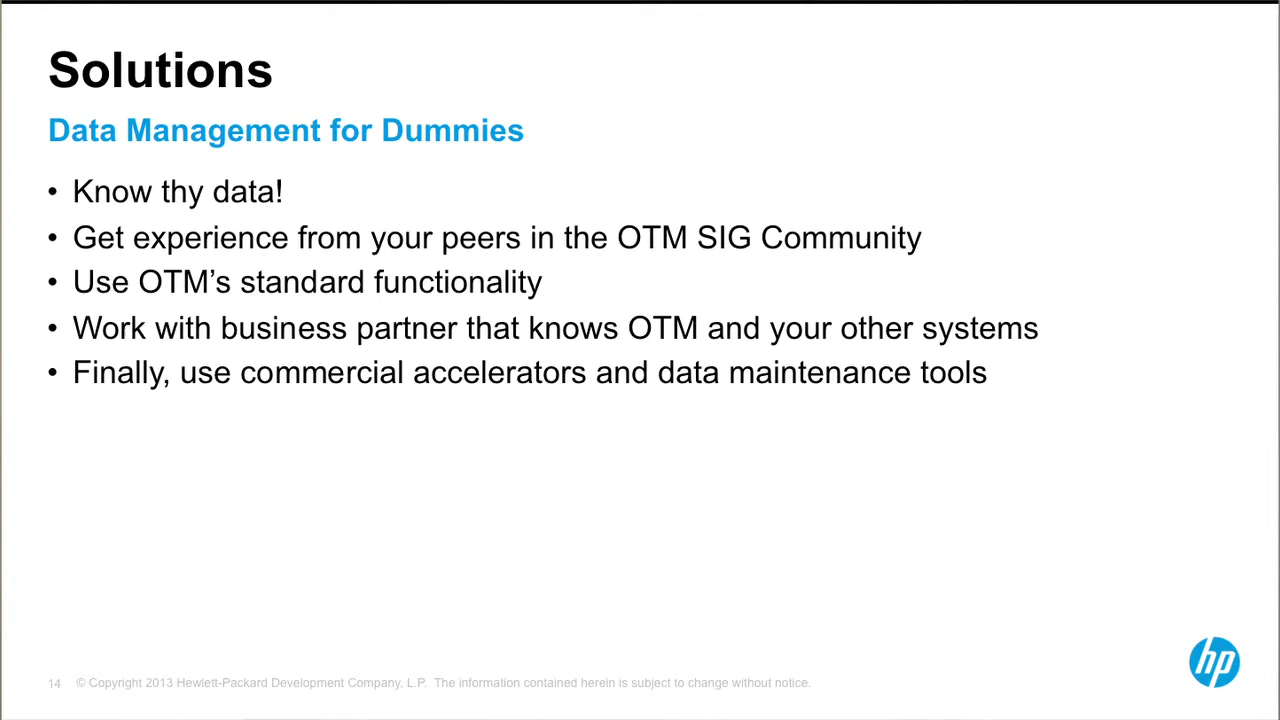 Solutions
Data Management for Dummies
• Know thy data!
• Get experience from your peers in the OTM SIG Community
• Use OTM’s standard functionality
• Work with business partner that knows OTM and your other systems
• Finally, use commercial accelerators and data maintenance tools
hp
14 © Copyright 2013 Hewlett-Packard Development Company, L.P. The information contained herein is subject to change without notice.